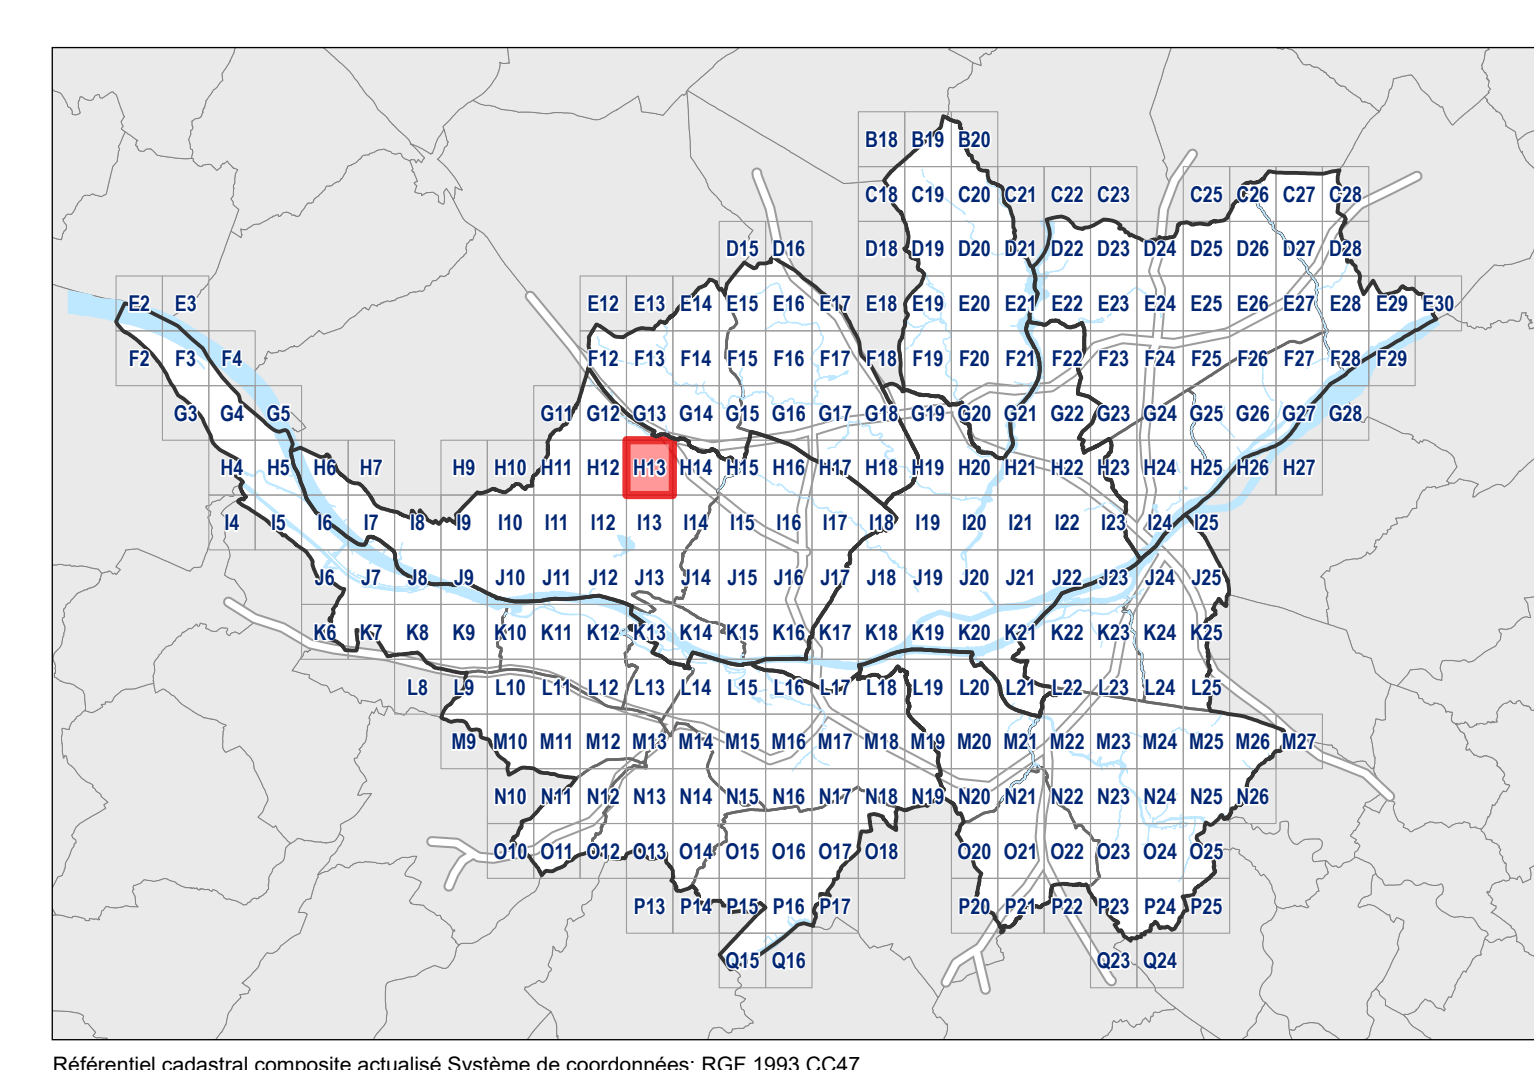 B18 B19 B20
C18 C19 C20 C21 C22 C23 C25 C26 C27 C28
D15 D16 D18 D19 D20 D21 D22 D23 D24 D25 D26 D27 D28
E2 E3 E12 E13 E14 E15 E16 E17 E18 E19 E20 E21 E22 E23 E24 E25 E26 E27 E28 E29 E30
F2 F3 F4 F12 F13 F14 F15 F16 F17 F18 F19 F20 F21 F22 F23 F24 F25 F26 F27 F28 F29
G3 G4 G5 G11 G12 G13 G14 G15 G16 G17 G18 G19 G20 G21 G22 G23 G24 G25 G26 G27 G28
H4 H5 H6 H7 H9 H10 H11 H12 H13 H14 H15 H16 H17 H18 H19 H20 H21 H22 H23 H24 H25 H26 H27
I4 I5 I6 I7 I8 I9 I10 I11 I12 I13 I14 I15 I16 I17 I18 I19 I20 I21 I22 I23 I24 I25
J6 J7 J8 J9 J10 J11 J12 J13 J14 J15 J16 J17 J18 J19 J20 J21 J22 J23 J24 J25
K6 K7 K8 K9 K10 K11 K12 K13 K14 K15 K16 K17 K18 K19 K20 K21 K22 K23 K24 K25
L8 L9 L10 L11 L12 L13 L14 L15 L16 L17 L18 L19 L20 L21 L22 L23 L24 L25
M9 M10 M11 M12 M13 M14 M15 M16 M17 M18 M19 M20 M21 M22 M23 M24 M25 M26 M27
N10 N11 N12 N13 N14 N15 N16 N17 N18 N19 N20 N21 N22 N23 N24 N25 N26
O10 O11 O12 O13 O14 O15 O16 O17 O18 O20 O21 O22 O23 O24 O25
P13 P14 P15 P16 P17 P20 P21 P22 P23 P24 P25
Q15 Q16 Q23 Q24
Référentiel cadastral composite actualisé Système de coordonnées: RGF 1993 CC47